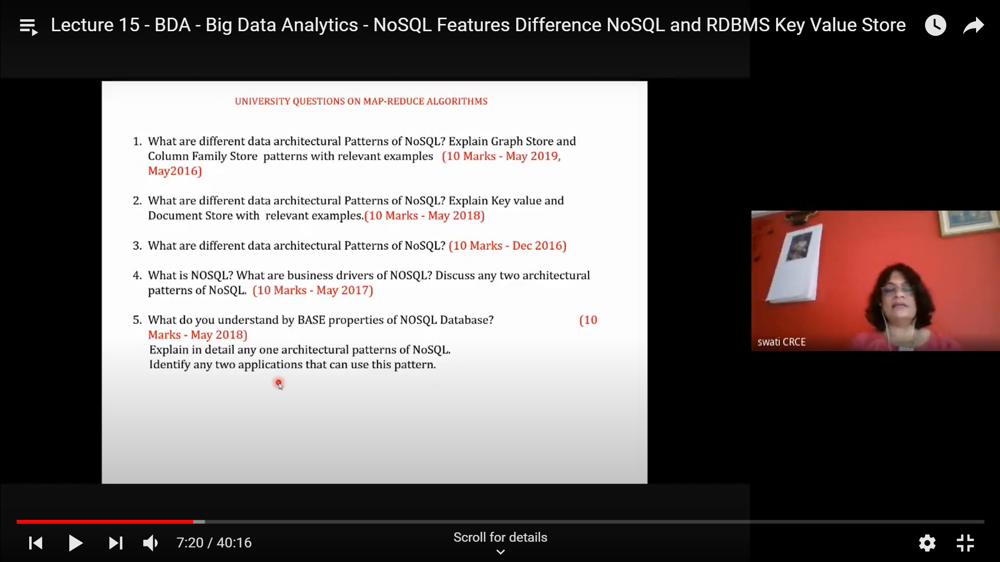 Lecture 15 - BDA - Big Data Analytics - NoSQL Features Difference NoSQL and RDBMS Key Value Store
UNIVERSITY QUESTIONS ON MAP-REDUCE ALGORITHMS
1. What are different data architectural Patterns of NoSQL? Explain Graph Store and
Column Family Store patterns with relevant examples (10 Marks - May 2019,
May2016)
2. What are different data architectural Patterns of NoSQL? Explain Key value and
Document Store with relevant examples.(10 Marks - May 2018)
3. What are different data architectural Patterns of NoSQL? (10 Marks - Dec 2016)
4. What is NOSQL? What are business drivers of NOSQL? Discuss any two architectural
patterns of NoSQL. (10 Marks - May 2017)
5. What do you understand by BASE properties of NOSQL Database? (10
Marks - May 2018)
Explain in detail any one architectural patterns of NoSQL.
Identify any two applications that can use this pattern.
swati CRCE
7:20 / 40:16
Scroll for details